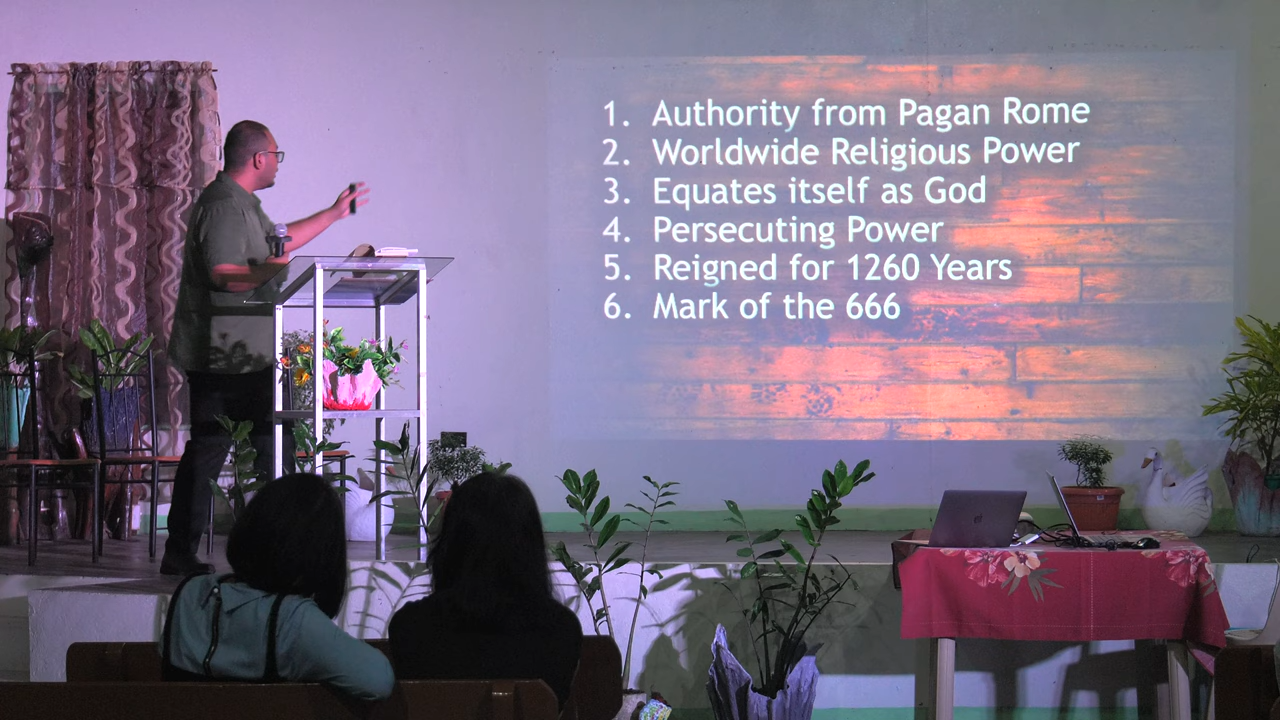 1. Authority from Pagan Rome
2. Worldwide Religious Power
3. Equates itself as God
4. Persecuting Power
5. Reigned for 1260 Years
6. Mark of the 666